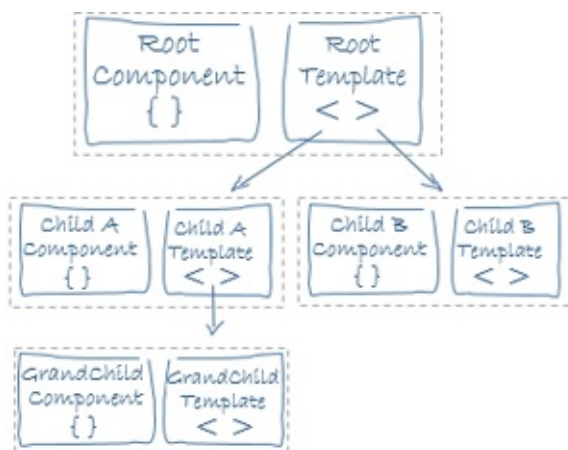 Root
Component
{ }
Root
Template
< >
Child A
Component
{ }
Child A
Template
< >
Child B
Component
{ }
Child B
Template
< >
GrandChild
Component
{ }
GrandChild
Template
< >